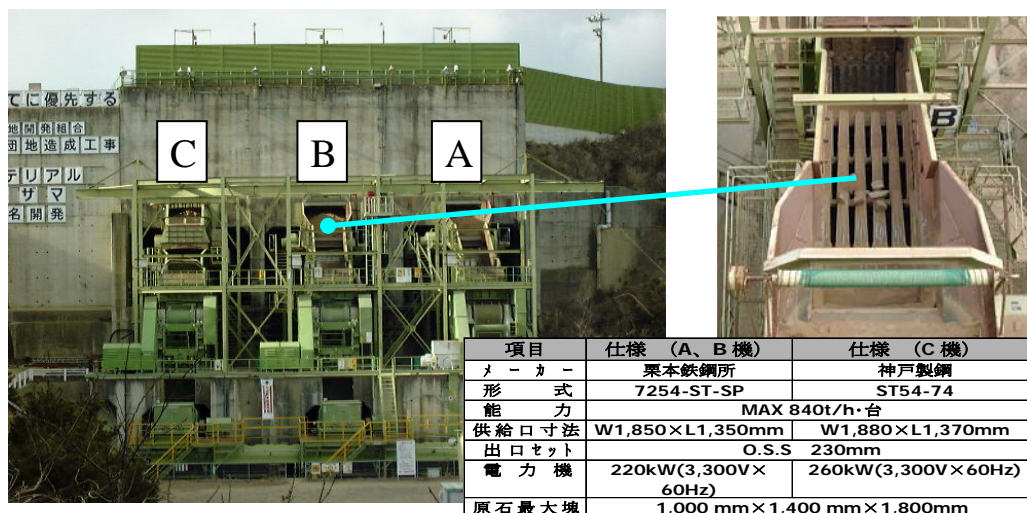 てに優先する
地開発組合
団地造成工事
テリアル
ザマ
名開発
C
B
A
B
項目 仕様 (A、B機) 仕様 (C機)
メーカー 栗本鉄鋼所 神戸製鋼
形式 7254-ST-SP ST54-74
能力 MAX 840t/h・台
供給口寸法 W1,850×L1,350mm W1,880×L1,370mm
出口セット O.S.S 230mm
電力機 220kW(3,300V×60Hz) 260kW(3,300V×60Hz)
原石最大塊 1,000 mm×1,400 mm×1,800mm